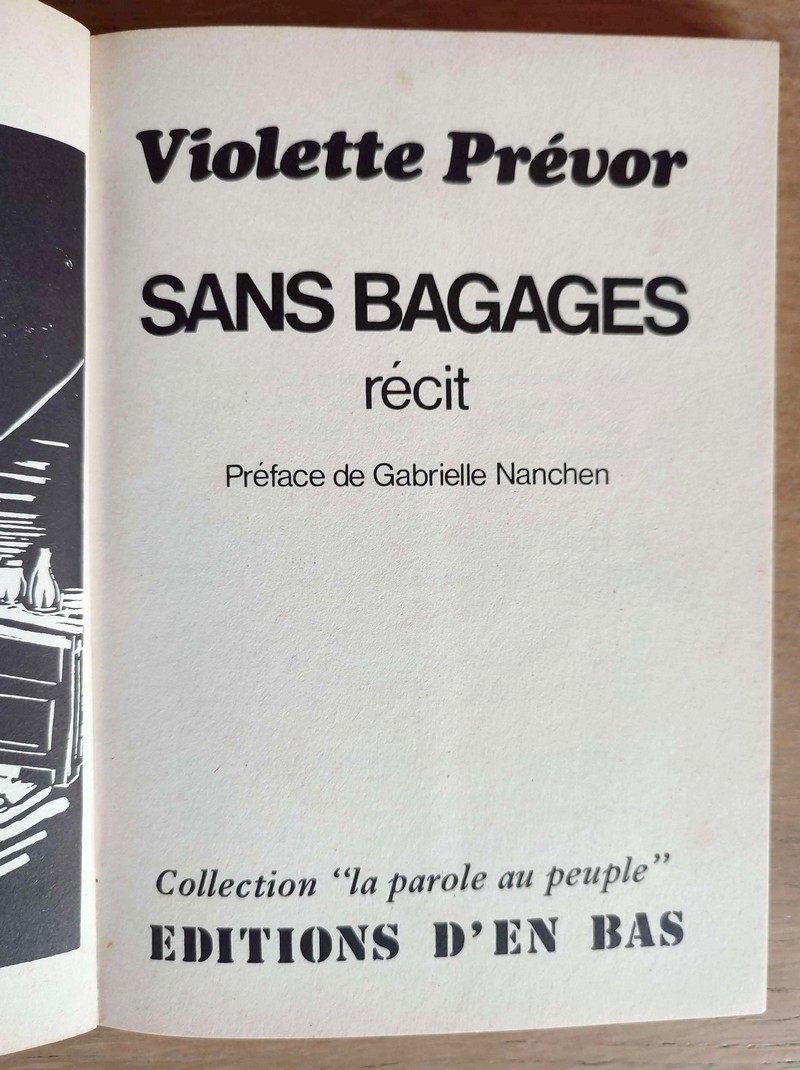 Violette Prévor
SANS BAGAGES
récit
Préface de Gabrielle Nanchen
Collection “la parole au peuple”
EDITIONS D’EN BAS